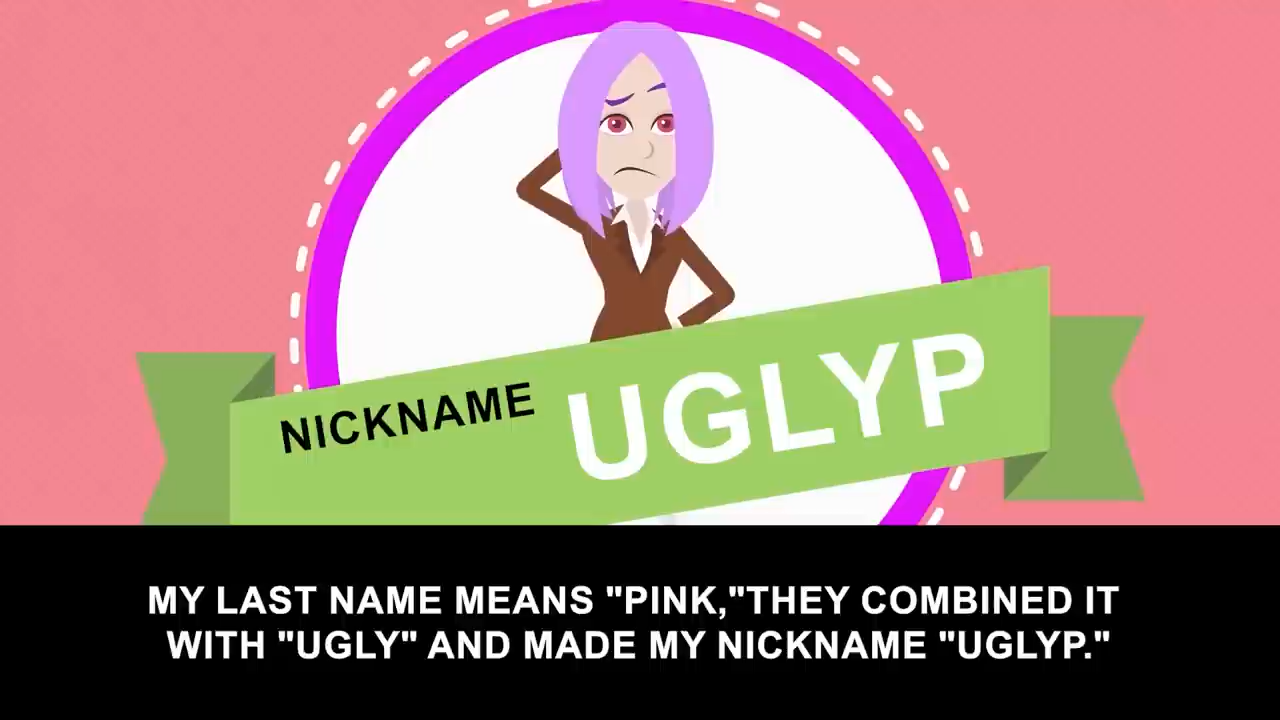 NICKNAME UGLYP
MY LAST NAME MEANS "PINK,"THEY COMBINED IT
WITH "UGLY" AND MADE MY NICKNAME "UGLYP."